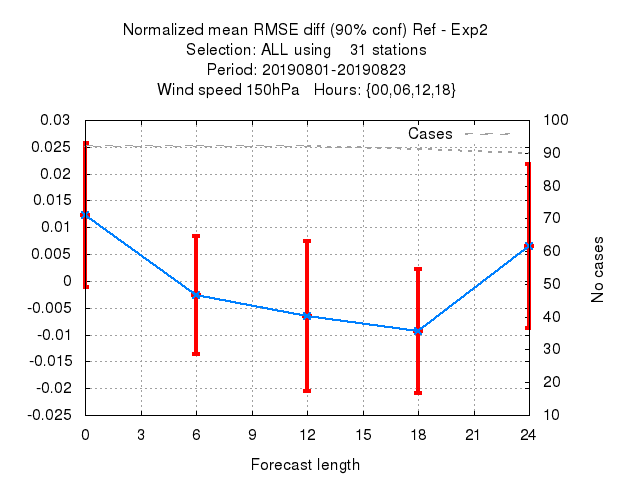 Normalized mean RMSE diff (90% conf) Ref - Exp2
Selection: ALL using    31 stations
Period: 20190801-20190823
Wind speed 150hPa   Hours: {00,06,12,18}
Cases
0.03
0.025
0.02
0.015
0.01
0.005
0
-0.005
-0.01
-0.015
-0.02
-0.025
100
90
80
70
60
50
40
30
20
10
No cases
0 3 6 9 12 15 18 21 24
Forecast length